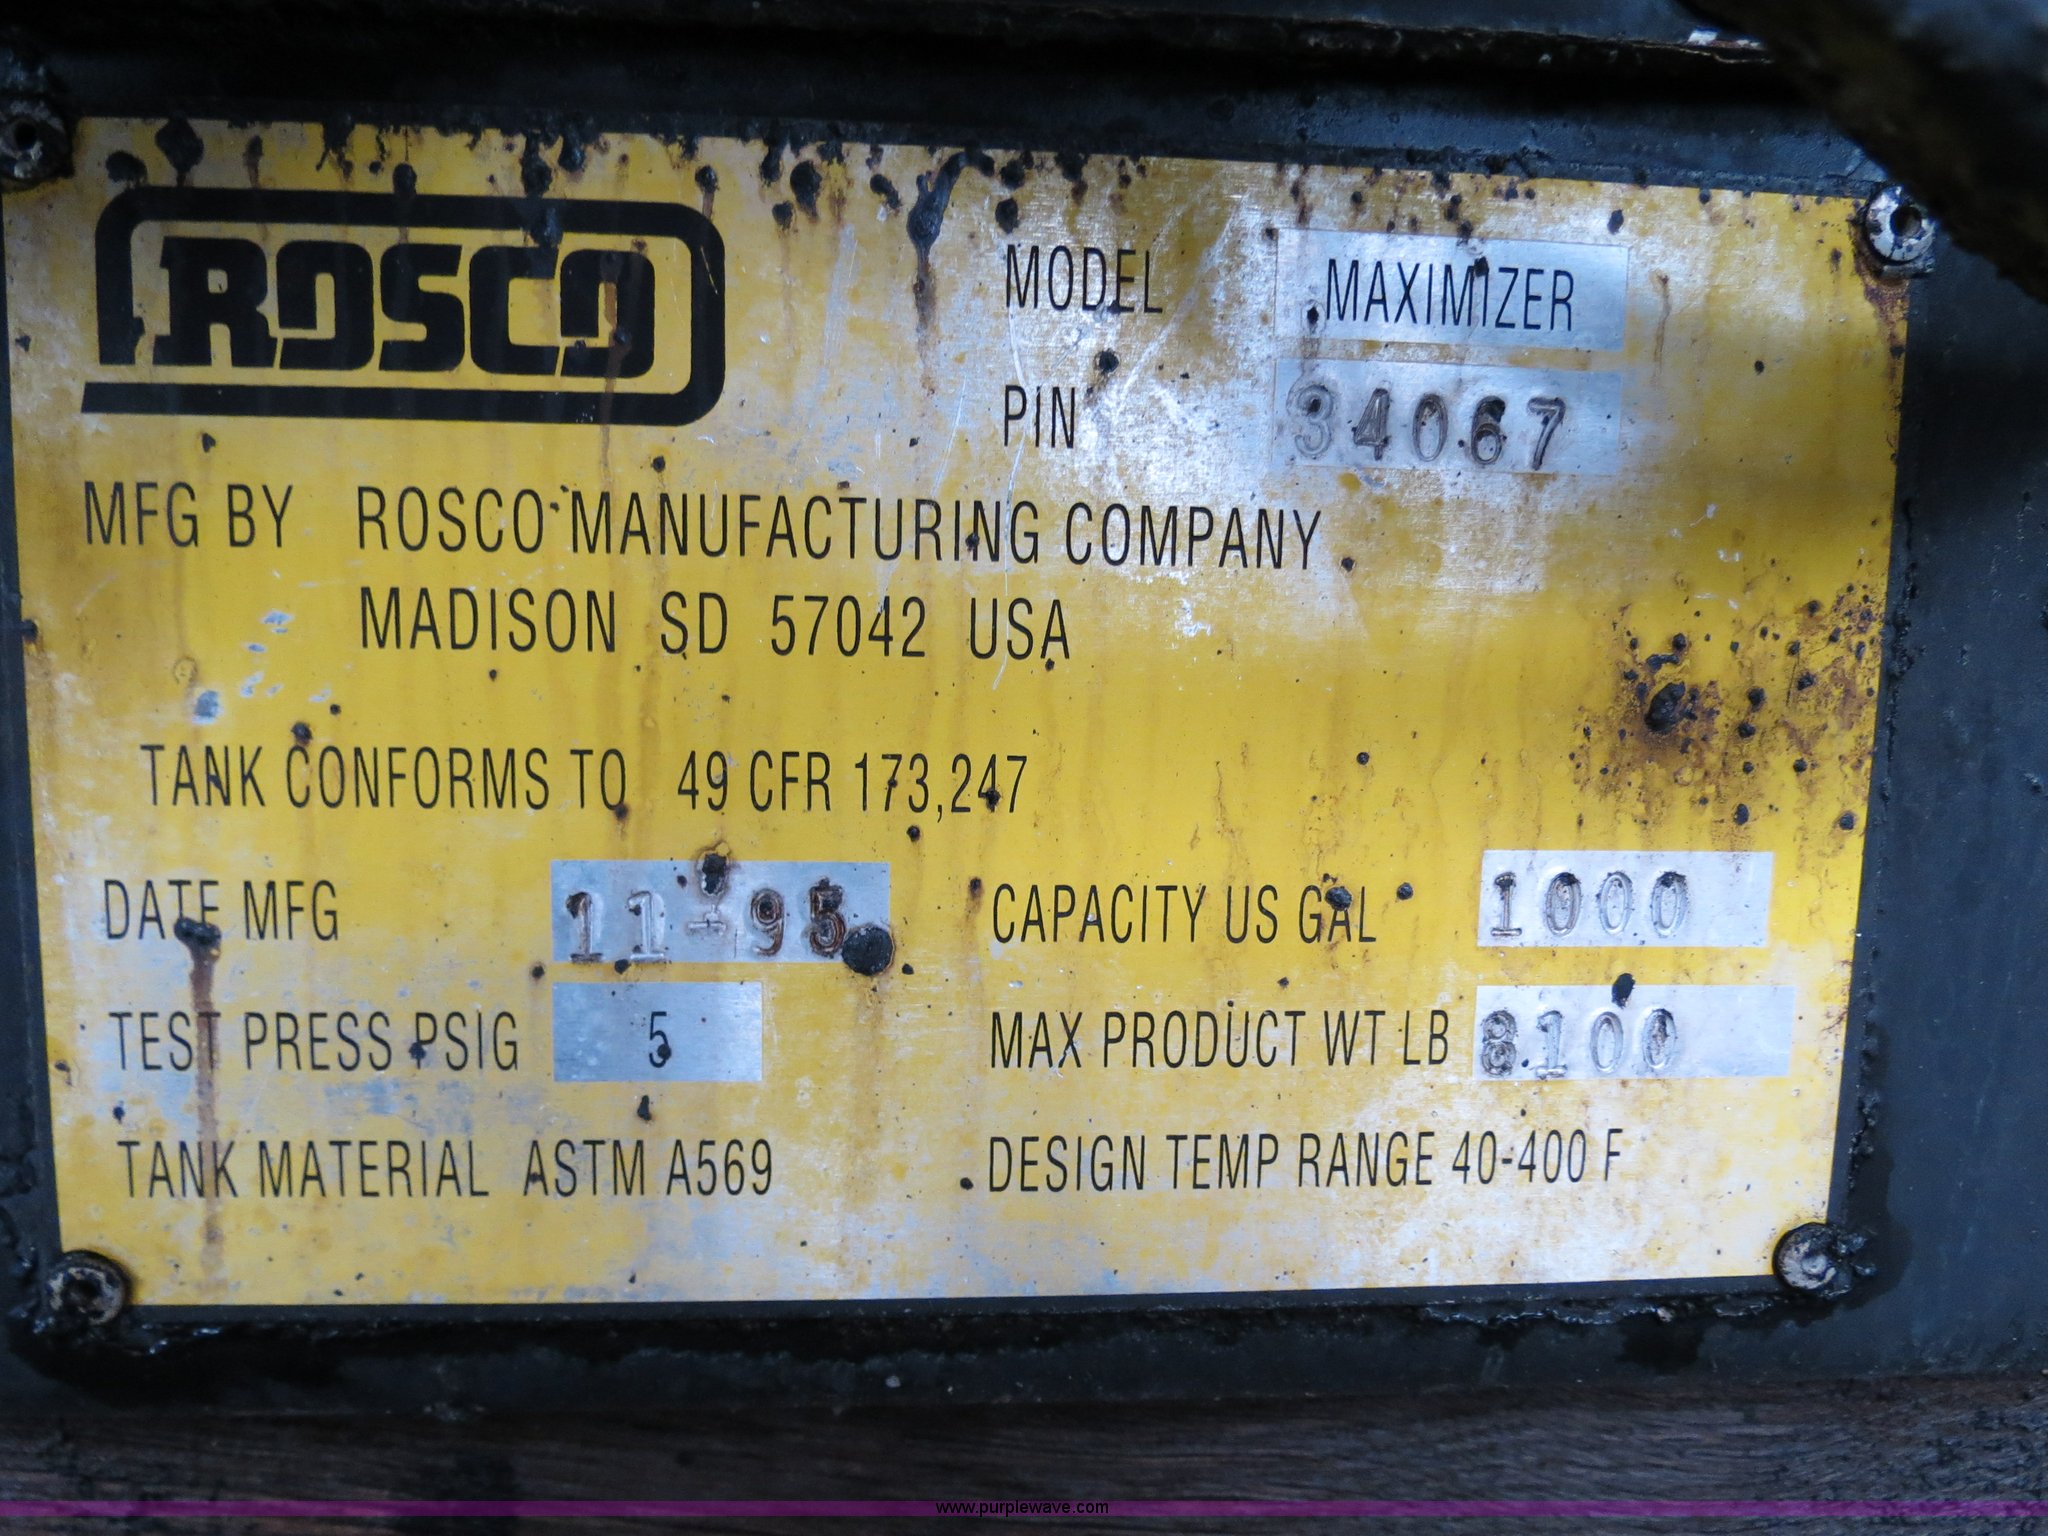 ROSCO
MODEL MAXIMIZER
PIN 34067
MFG BY ROSCO MANUFACTURING COMPANY
MADISON SD 57042 USA
TANK CONFORMS TO 49 CFR 173,247
DATE MFG 11-95
CAPACITY US GAL 1000
TEST PRESS PSIG 5
MAX PRODUCT WT LB 8100
TANK MATERIAL ASTM A569
DESIGN TEMP RANGE 40-400 F
www.purplewave.com